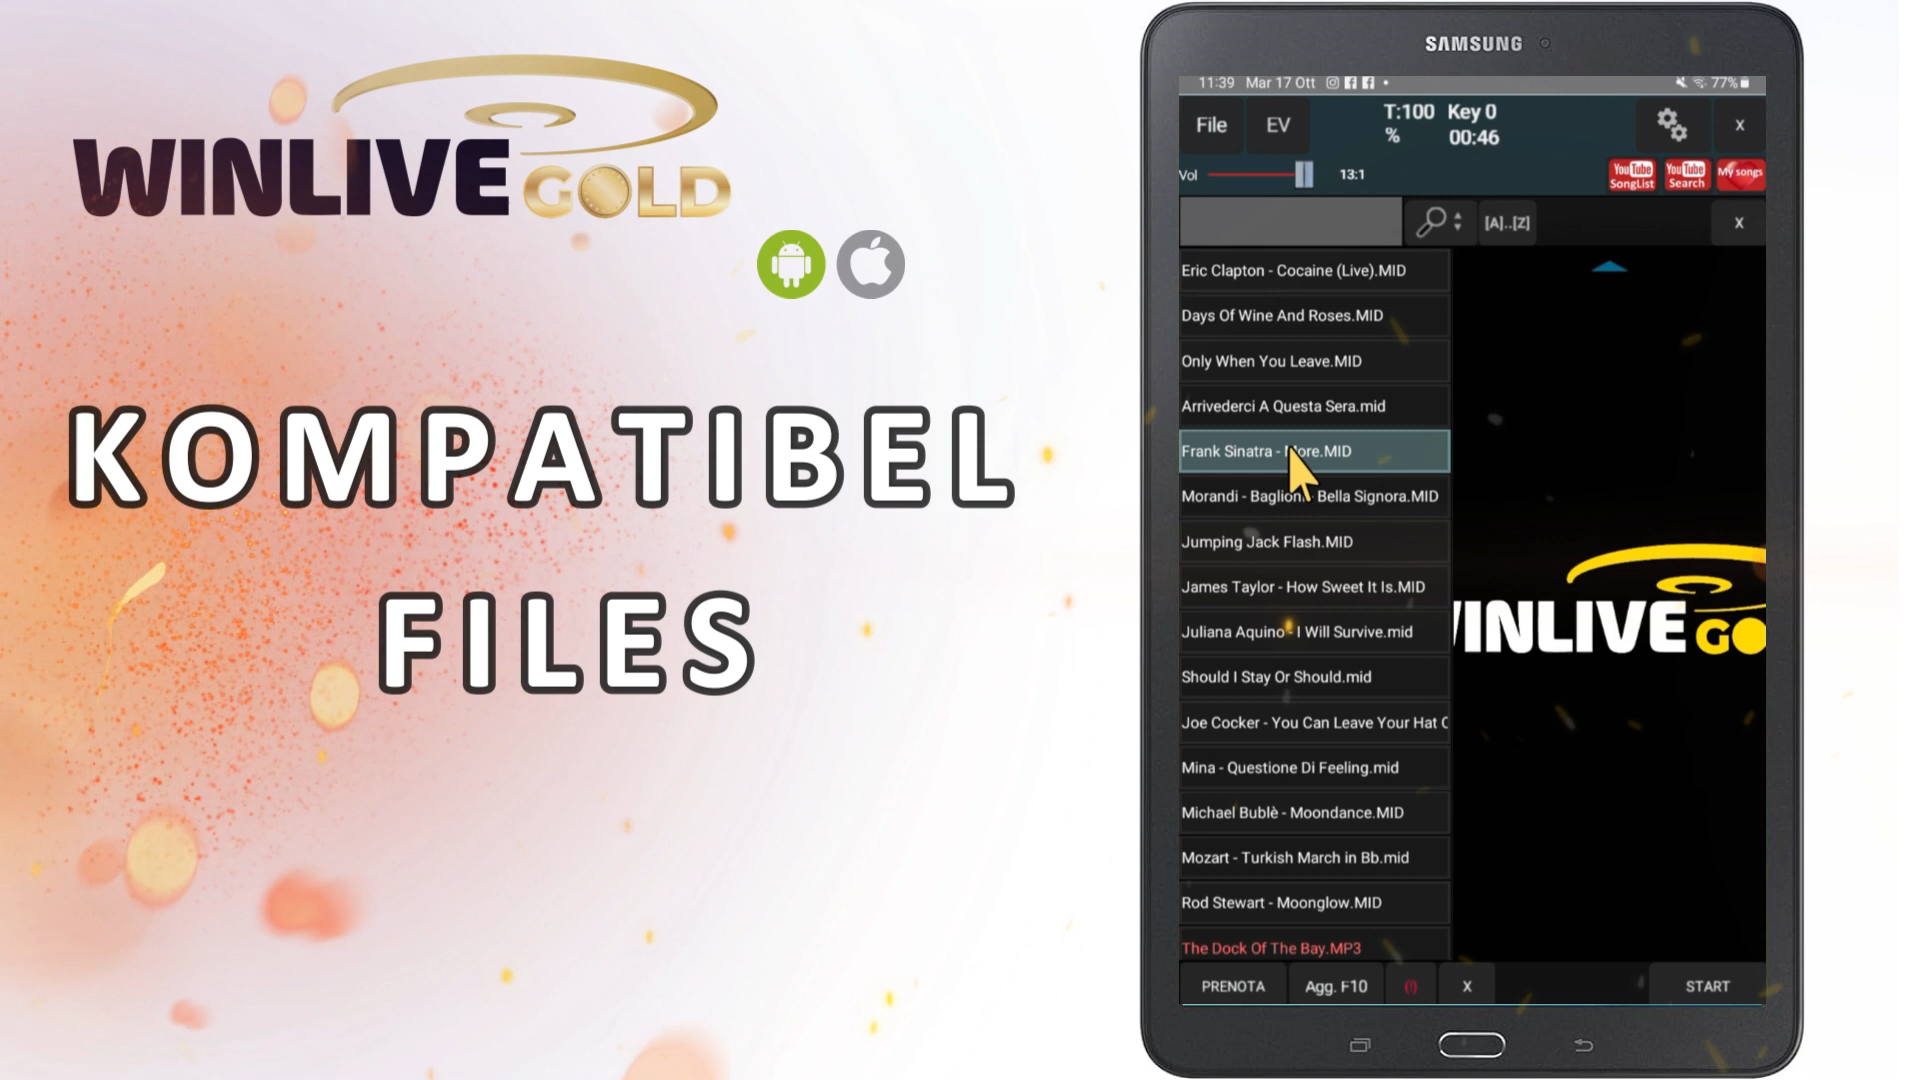 WINLIVE GOLD
KOMPATIBEL
FILES
SAMSUNG
11:39 Mar 17 Ott
77%
File
EV
T:100 %
Key 0
00:46
x
Vol
13:1
YouTube SongList
YouTube Search
My songs
[A]..[Z]
x
Eric Clapton - Cocaine (Live).MID
Days Of Wine And Roses.MID
Only When You Leave.MID
Arrivederci A Questa Sera.mid
Frank Sinatra - More.MID
Morandi - Baglioni - Bella Signora.MID
Jumping Jack Flash.MID
James Taylor - How Sweet It Is.MID
Juliana Aquino - I Will Survive.mid
Should I Stay Or Should.mid
Joe Cocker - You Can Leave Your Hat
Mina - Questione Di Feeling.mid
Michael Bublè - Moondance.MID
Mozart - Turkish March in Bb.mid
Rod Stewart - Moonglow.MID
The Dock Of The Bay.MP3
WINLIVE GO
PRENOTA
Agg. F10
(!)
X
START